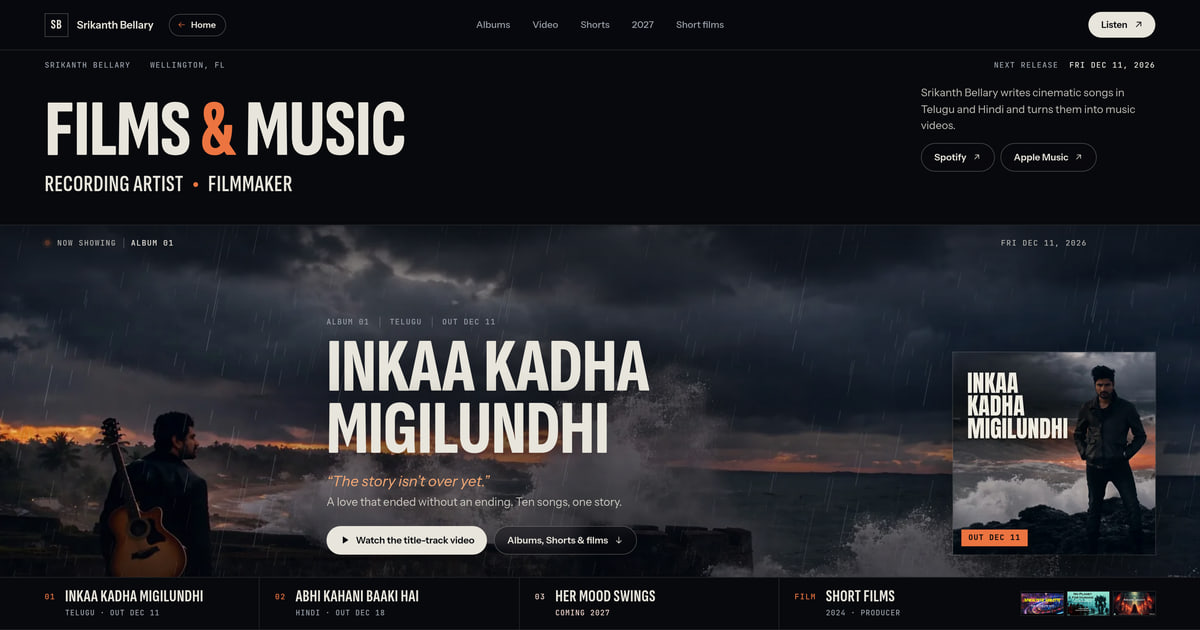 SB Srikanth Bellary ← Home Albums Video Shorts 2027 Short films Listen ↗
SRIKANTH BELLARY WELLINGTON, FL NEXT RELEASE FRI DEC 11, 2026
FILMS & MUSIC
RECORDING ARTIST • FILMMAKER
Srikanth Bellary writes cinematic songs in
Telugu and Hindi and turns them into music
videos.
Spotify ↗ Apple Music ↗
NOW SHOWING | ALBUM 01 FRI DEC 11, 2026
ALBUM 01 | TELUGU | OUT DEC 11
INKAA KADHA
MIGILUNDHI
“The story isn’t over yet.”
A love that ended without an ending. Ten songs, one story.
Watch the title-track video Albums, Shorts & films ↓
INKAA
KADHA
MIGILUNDHI
OUT DEC 11
01 INKAA KADHA MIGILUNDHI
TELUGU · OUT DEC 11
02 ABHI KAHANI BAAKI HAI
HINDI · OUT DEC 18
03 HER MOOD SWINGS
COMING 2027
FILM SHORT FILMS
2024 · PRODUCER